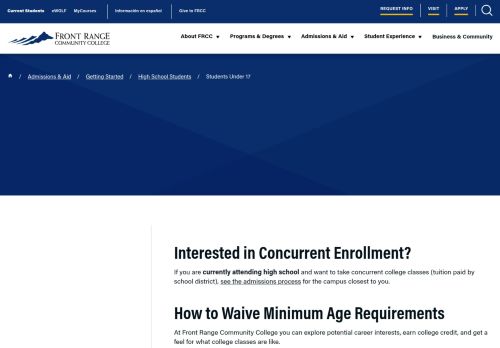 Current Students eWOLF MyCourses Información en español Give to FRCC REQUEST INFO VISIT APPLY
FRONT RANGE
COMMUNITY COLLEGE
About FRCC Programs & Degrees Admissions & Aid Student Experience Business & Community
/ Admissions & Aid / Getting Started / High School Students / Students Under 17
Interested in Concurrent Enrollment?
If you are currently attending high school and want to take concurrent college classes (tuition paid by
school district), see the admissions process for the campus closest to you.
How to Waive Minimum Age Requirements
At Front Range Community College you can explore potential career interests, earn college credit, and get a
feel for what college classes are like.